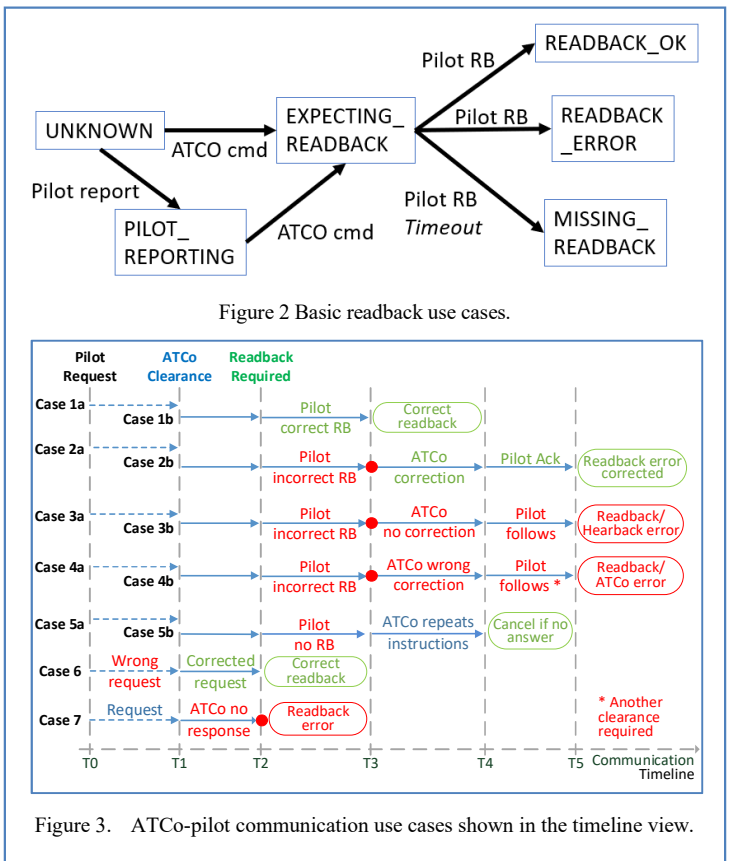 UNKNOWN
ATCO cmd
Pilot report
PILOT_
REPORTING
ATCO cmd
EXPECTING_
READBACK
Pilot RB
READBACK_OK
Pilot RB
READBACK
_ERROR
Pilot RB
Timeout
MISSING_
READBACK
Figure 2 Basic readback use cases.
Pilot
Request
ATCo
Clearance
Readback
Required
Case 1a
Case 1b
Pilot
correct RB
Correct
readback
Case 2a
Case 2b
Pilot
incorrect RB
ATCo
correction
Pilot Ack
Readback error
corrected
Case 3a
Case 3b
Pilot
incorrect RB
ATCo
no correction
Pilot
follows
Readback/
Hearback error
Case 4a
Case 4b
Pilot
incorrect RB
ATCo wrong
correction
Pilot
follows *
Readback/
ATCo error
Case 5a
Case 5b
Pilot
no RB
ATCo repeats
instructions
Cancel if no
answer
Case 6
Wrong
request
Corrected
request
Correct
readback
Case 7
Request
ATCo no
response
Readback
error
* Another
clearance
required
T0
T1
T2
T3
T4
T5
Communication
Timeline
Figure 3. ATCo-pilot communication use cases shown in the timeline view.